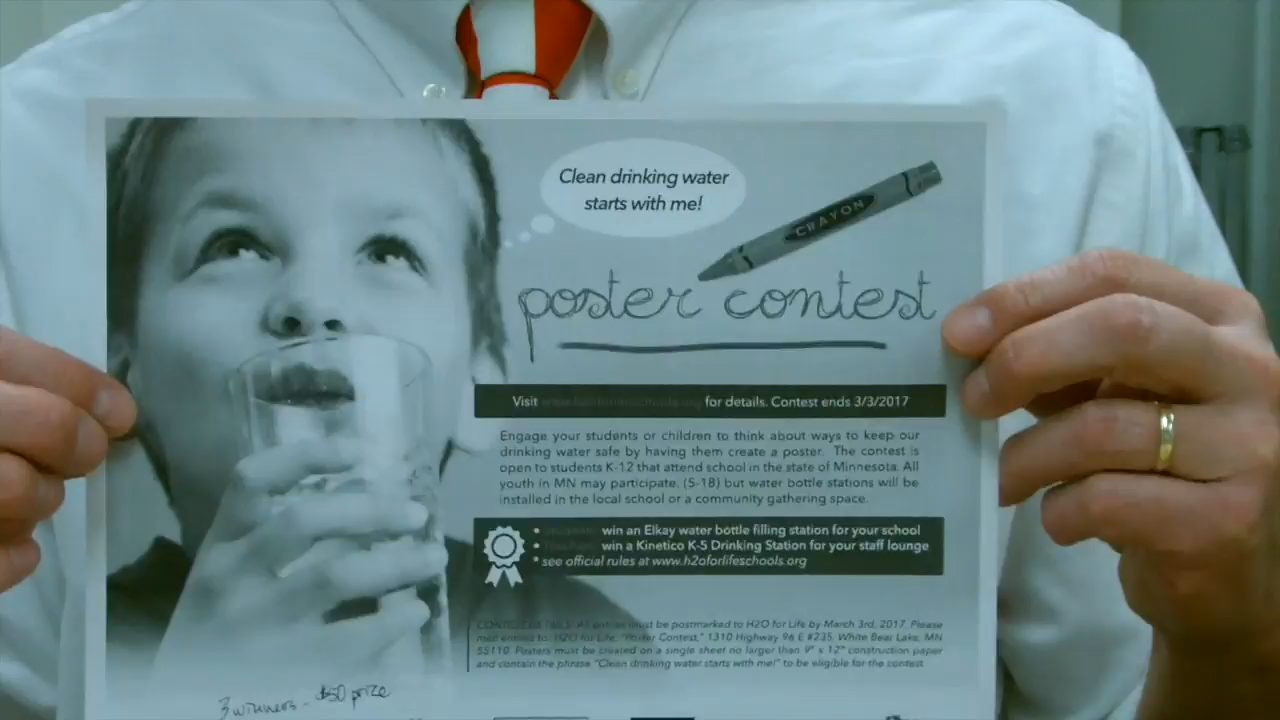 Clean drinking water
starts with me!
CRAYON
poster contest
Visit www.h2oforlifeschools.org for details. Contest ends 3/3/2017
Engage your students or children to think about ways to keep our
drinking water safe by having them create a poster. The contest is
open to students K-12 that attend school in the state of Minnesota. All
youth in MN may participate. (5-18) but water bottle stations will be
installed in the local school or a community gathering space.
• win an Elkay water bottle filling station for your school
• win a Kinetico K-5 Drinking Station for your staff lounge
* see official rules at www.h2oforlifeschools.org
CONTEST DETAILS: All entries must be postmarked to H2O for Life by March 3rd, 2017. Please
mail entries to: H2O for Life, "Poster Contest," 1310 Highway 96 E #235, White Bear Lake, MN
55110. Posters must be created on a single sheet no larger than 9" x 12" construction paper
and contain the phrase "Clean drinking water starts with me!" to be eligible for the contest.
3 winners - $50 prize